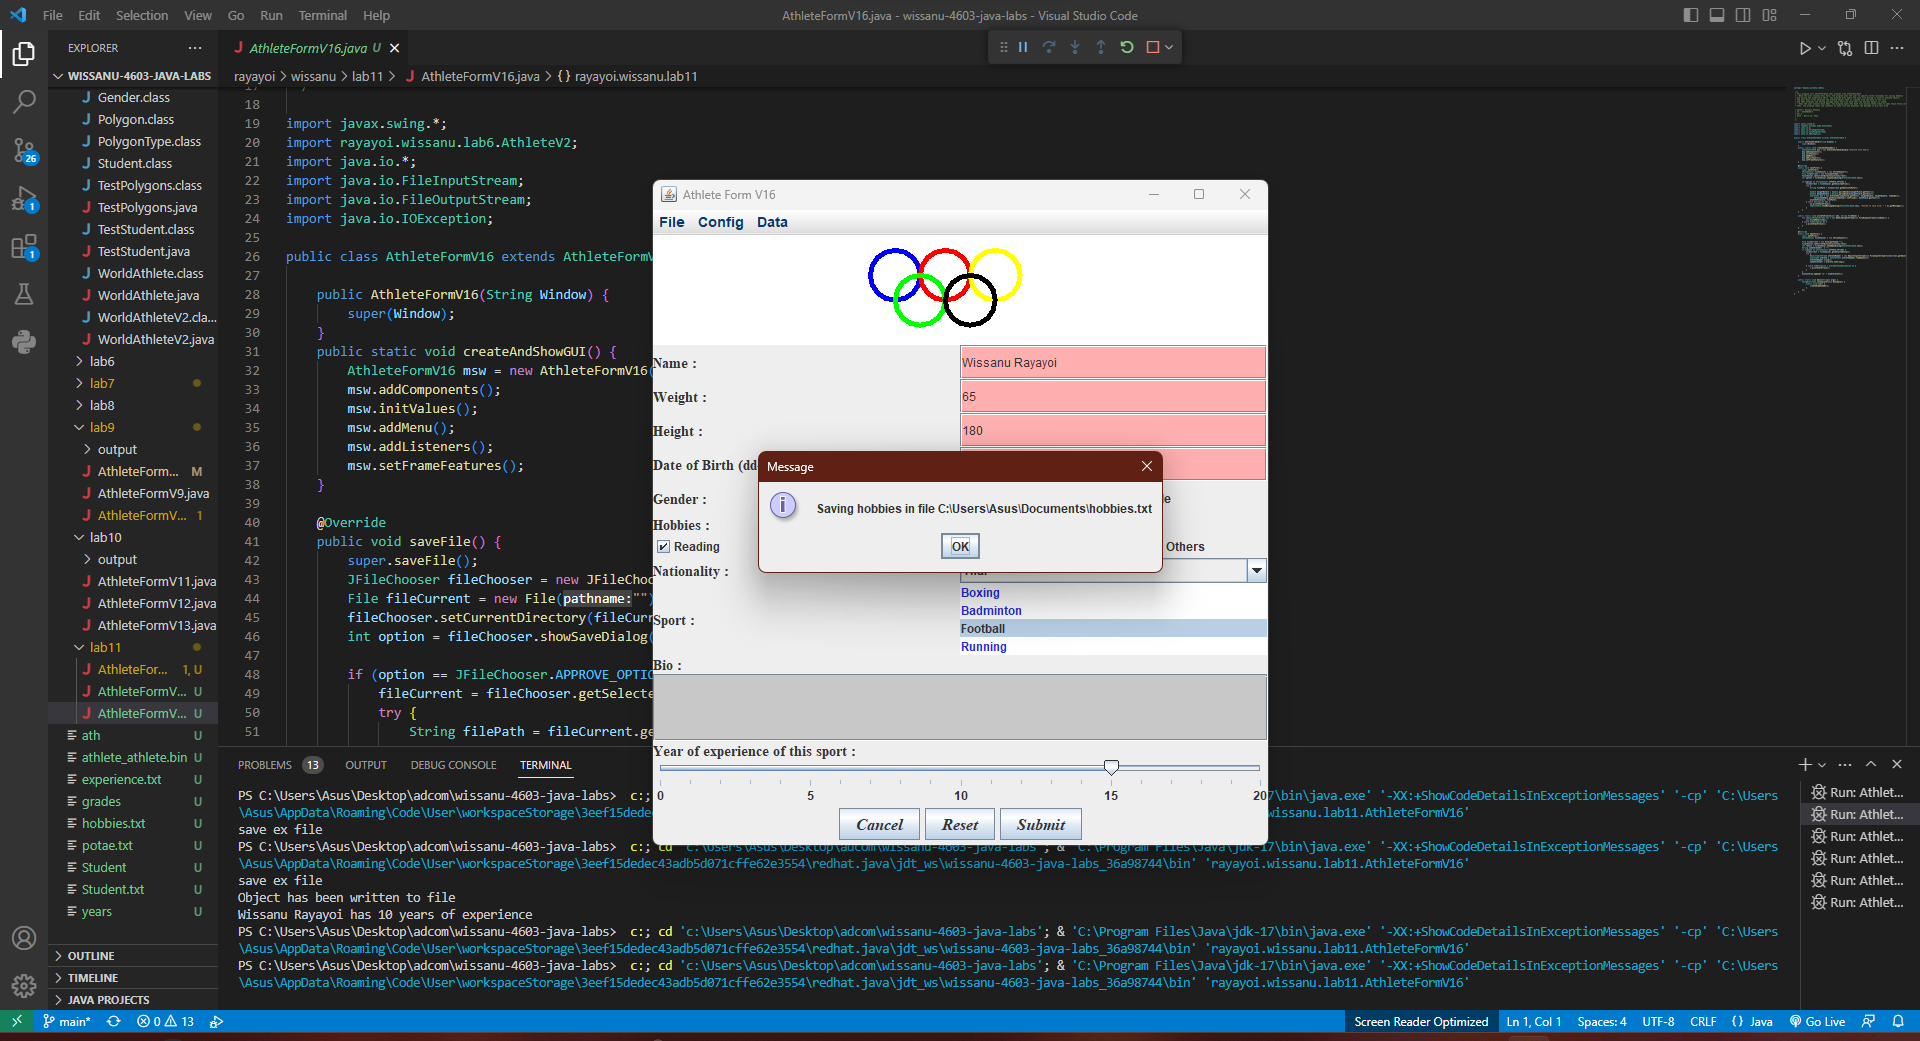 File Edit Selection View Go Run Terminal Help
AthleteFormV16.java - wissanu-4603-java-labs - Visual Studio Code
EXPLORER
WISSANU-4603-JAVA-LABS
Gender.class
Polygon.class
PolygonType.class
Student.class
TestPolygons.class
TestPolygons.java
TestStudent.class
TestStudent.java
WorldAthlete.class
WorldAthlete.java
WorldAthleteV2.cla...
WorldAthleteV2.java
lab6
lab7
lab8
lab9
output
AthleteForm... M
AthleteFormV9.java
AthleteFormV... 1
lab10
output
AthleteFormV11.java
AthleteFormV12.java
AthleteFormV13.java
lab11
AthleteFor... 1, U
AthleteFormV... U
AthleteFormV... U
ath U
athlete_athlete.bin U
experience.txt U
grades U
hobbies.txt U
potae.txt U
Student U
Student.txt U
years U
OUTLINE
TIMELINE
JAVA PROJECTS
26
1
1
AthleteFormV16.java U
rayayoi > wissanu > lab11 > AthleteFormV16.java > {} rayayoi.wissanu.lab11
18
19 import javax.swing.*;
20 import rayayoi.wissanu.lab6.AthleteV2;
21 import java.io.*;
22 import java.io.FileInputStream;
23 import java.io.FileOutputStream;
24 import java.io.IOException;
25
26 public class AthleteFormV16 extends AthleteFormV
27
28 public AthleteFormV16(String Window) {
29 super(Window);
30 }
31 public static void createAndShowGUI() {
32 AthleteFormV16 msw = new AthleteFormV16(
33 msw.addComponents();
34 msw.initValues();
35 msw.addMenu();
36 msw.addListeners();
37 msw.setFrameFeatures();
38 }
39
40 @Override
41 public void saveFile() {
42 super.saveFile();
43 JFileChooser fileChooser = new JFileChoo
44 File fileCurrent = new File(pathname:"")
45 fileChooser.setCurrentDirectory(fileCurr
46 int option = fileChooser.showSaveDialog(
47
48 if (option == JFileChooser.APPROVE_OPTIO
49 fileCurrent = fileChooser.getSelecte
50 try {
51 String filePath = fileCurrent.ge
Athlete Form V16
File Config Data
Name : Wissanu Rayayoi
Weight : 65
Height : 180
Date of Birth (dd
Gender : e
Hobbies :
Reading Others
Nationality :
Sport :
Boxing
Badminton
Football
Running
Bio :
Year of experience of this sport :
0 5 10 15 20
Cancel Reset Submit
Message
Saving hobbies in file C:\Users\Asus\Documents\hobbies.txt
OK
PROBLEMS 13 OUTPUT DEBUG CONSOLE TERMINAL
PS C:\Users\Asus\Desktop\adcom\wissanu-4603-java-labs> c:; 7\bin\java.exe' '-XX:+ShowCodeDetailsInExceptionMessages' '-cp' 'C:\Users
\Asus\AppData\Roaming\Code\User\workspaceStorage\3eef15dedec wissanu.lab11.AthleteFormV16'
save ex file
PS C:\Users\Asus\Desktop\adcom\wissanu-4603-java-labs> c:; cd 'c:\Users\Asus\Desktop\adcom\wissanu-4603-java-labs'; & 'C:\Program Files\Java\jdk-17\bin\java.exe' '-XX:+ShowCodeDetailsInExceptionMessages' '-cp' 'C:\Users
\Asus\AppData\Roaming\Code\User\workspaceStorage\3eef15dedec43adb5d071cffe62e3554\redhat.java\jdt_ws\wissanu-4603-java-labs_36a98744\bin' 'rayayoi.wissanu.lab11.AthleteFormV16'
save ex file
Object has been written to file
Wissanu Rayayoi has 10 years of experience
PS C:\Users\Asus\Desktop\adcom\wissanu-4603-java-labs> c:; cd 'c:\Users\Asus\Desktop\adcom\wissanu-4603-java-labs'; & 'C:\Program Files\Java\jdk-17\bin\java.exe' '-XX:+ShowCodeDetailsInExceptionMessages' '-cp' 'C:\Users
\Asus\AppData\Roaming\Code\User\workspaceStorage\3eef15dedec43adb5d071cffe62e3554\redhat.java\jdt_ws\wissanu-4603-java-labs_36a98744\bin' 'rayayoi.wissanu.lab11.AthleteFormV16'
PS C:\Users\Asus\Desktop\adcom\wissanu-4603-java-labs> c:; cd 'c:\Users\Asus\Desktop\adcom\wissanu-4603-java-labs'; & 'C:\Program Files\Java\jdk-17\bin\java.exe' '-XX:+ShowCodeDetailsInExceptionMessages' '-cp' 'C:\Users
\Asus\AppData\Roaming\Code\User\workspaceStorage\3eef15dedec43adb5d071cffe62e3554\redhat.java\jdt_ws\wissanu-4603-java-labs_36a98744\bin' 'rayayoi.wissanu.lab11.AthleteFormV16'
Run: Athlet...
Run: Athlet...
Run: Athlet...
Run: Athlet...
Run: Athlet...
Run: Athlet...
main* 0 13
Screen Reader Optimized Ln 1, Col 1 Spaces: 4 UTF-8 CRLF {} Java Go Live